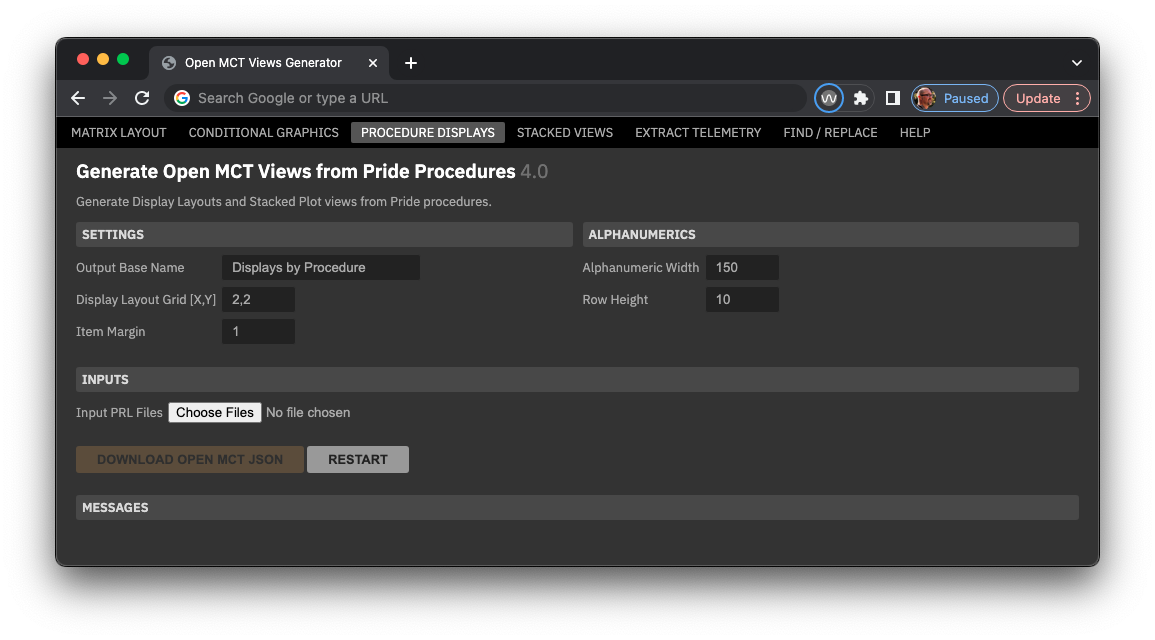 Open MCT Views Generator
Search Google or type a URL
Paused
Update
MATRIX LAYOUT CONDITIONAL GRAPHICS PROCEDURE DISPLAYS STACKED VIEWS EXTRACT TELEMETRY FIND / REPLACE HELP
Generate Open MCT Views from Pride Procedures 4.0
Generate Display Layouts and Stacked Plot views from Pride procedures.
SETTINGS
Output Base Name Displays by Procedure
Display Layout Grid [X,Y] 2,2
Item Margin 1
ALPHANUMERICS
Alphanumeric Width 150
Row Height 10
INPUTS
Input PRL Files Choose Files No file chosen
DOWNLOAD OPEN MCT JSON RESTART
MESSAGES